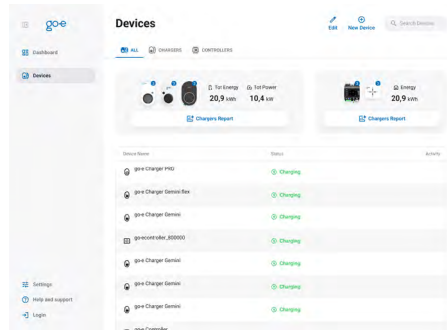 go-e
Dashboard
Devices
Settings
Help and support
Login
Devices
Edit
New Device
Search Devices
ALL
CHARGERS
CONTROLLERS
Tot Energy
20,9 kWh
Tot Power
10,4 kW
Chargers Report
Energy
20,9 kWh
Chargers Report
Device Name
Status
Activity
go-e Charger PRO
Charging
go-e Charger Gemini flex
Charging
go-e Charger Gemini
Charging
go-econtroller_800000
Charging
go-e Charger Gemini
Charging
go-e Charger Gemini
Charging
go-e Charger Gemini
Charging
go-e Controller